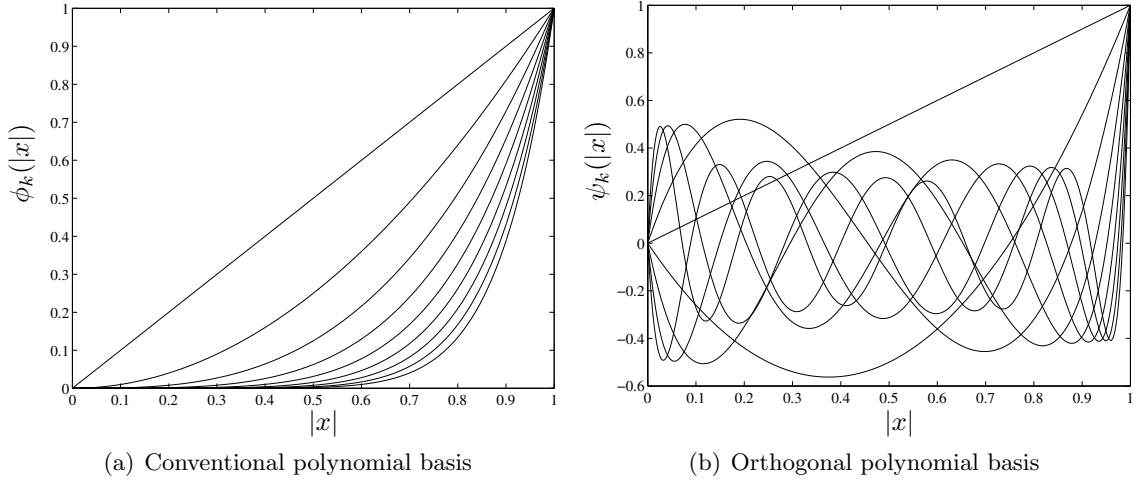 1
0.9
0.8
0.7
0.6
0.5
0.4
0.3
0.2
0.1
0
ϕk(|x|)
0 0.1 0.2 0.3 0.4 0.5 0.6 0.7 0.8 0.9 1
|x|
(a) Conventional polynomial basis
1
0.8
0.6
0.4
0.2
0
−0.2
−0.4
−0.6
ψk(|x|)
0 0.1 0.2 0.3 0.4 0.5 0.6 0.7 0.8 0.9 1
|x|
(b) Orthogonal polynomial basis